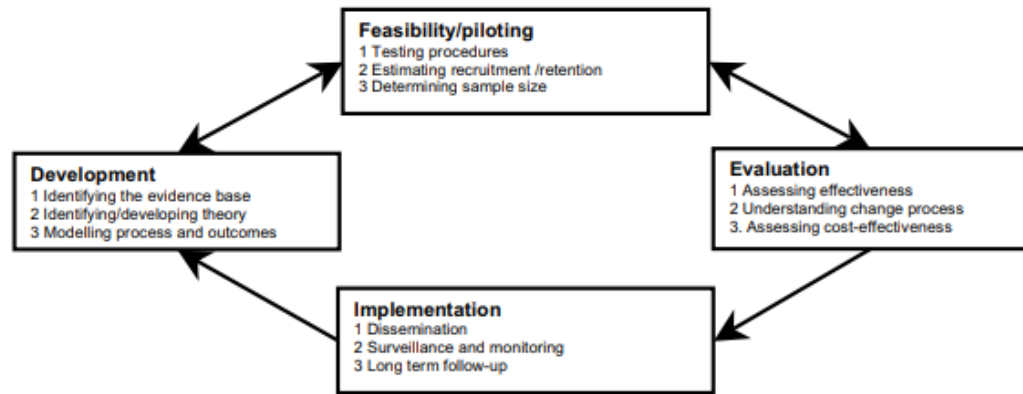 Feasibility/piloting
1 Testing procedures
2 Estimating recruitment /retention
3 Determining sample size
Development
1 Identifying the evidence base
2 Identifying/developing theory
3 Modelling process and outcomes
Evaluation
1 Assessing effectiveness
2 Understanding change process
3. Assessing cost-effectiveness
Implementation
1 Dissemination
2 Surveillance and monitoring
3 Long term follow-up